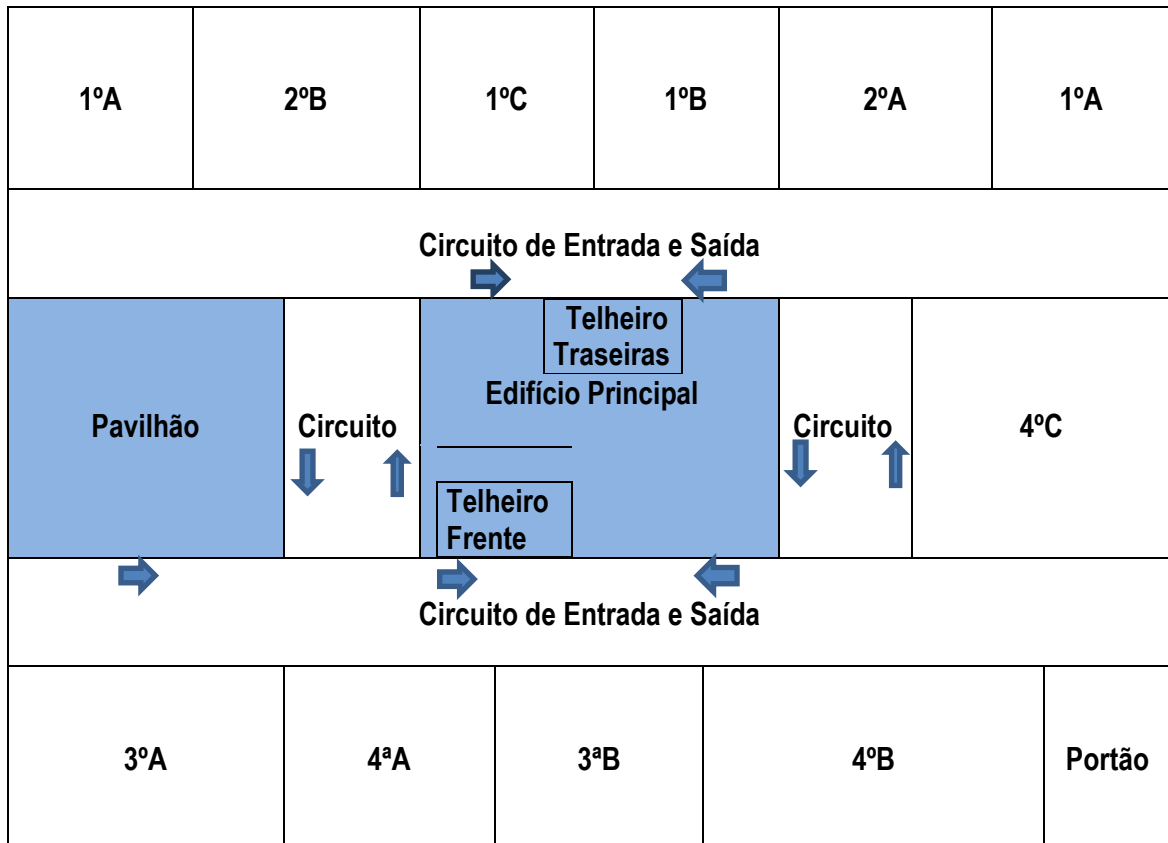 1ºA
2ºB
1ºC
1ºB
2ºA
1ºA
Circuito de Entrada e Saída
Telheiro
Traseiras
Edifício Principal
Pavilhão
Circuito
Circuito
4ºC
Telheiro
Frente
Circuito de Entrada e Saída
3ºA
4ªA
3ªB
4ºB
Portão